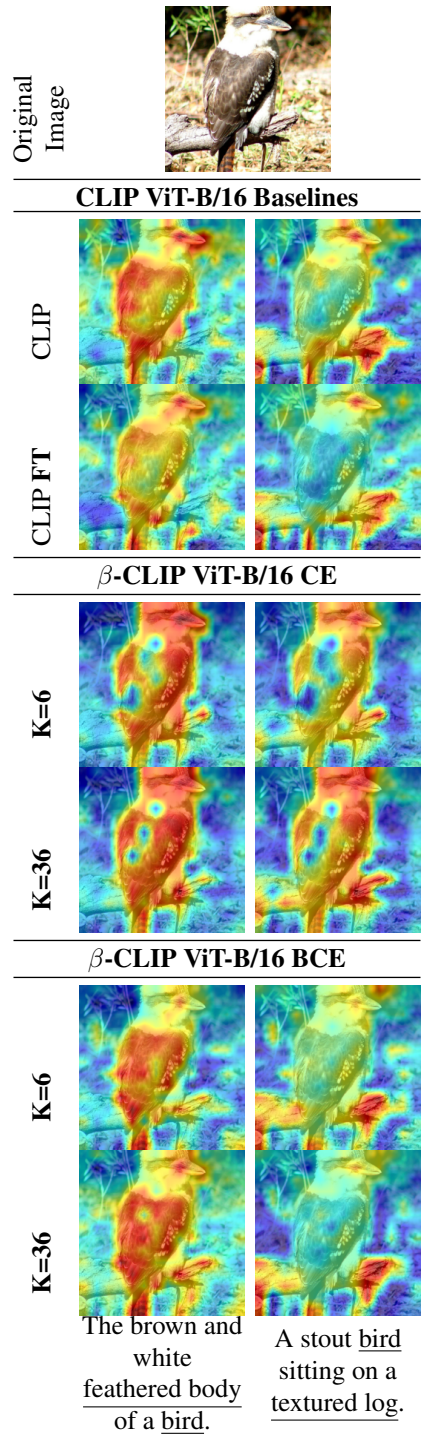 Original
Image
CLIP ViT-B/16 Baselines
CLIP
CLIP FT
β-CLIP ViT-B/16 CE
K=6
K=36
β-CLIP ViT-B/16 BCE
K=6
K=36
The brown and
white
feathered body
of a bird.
A stout bird
sitting on a
textured log.